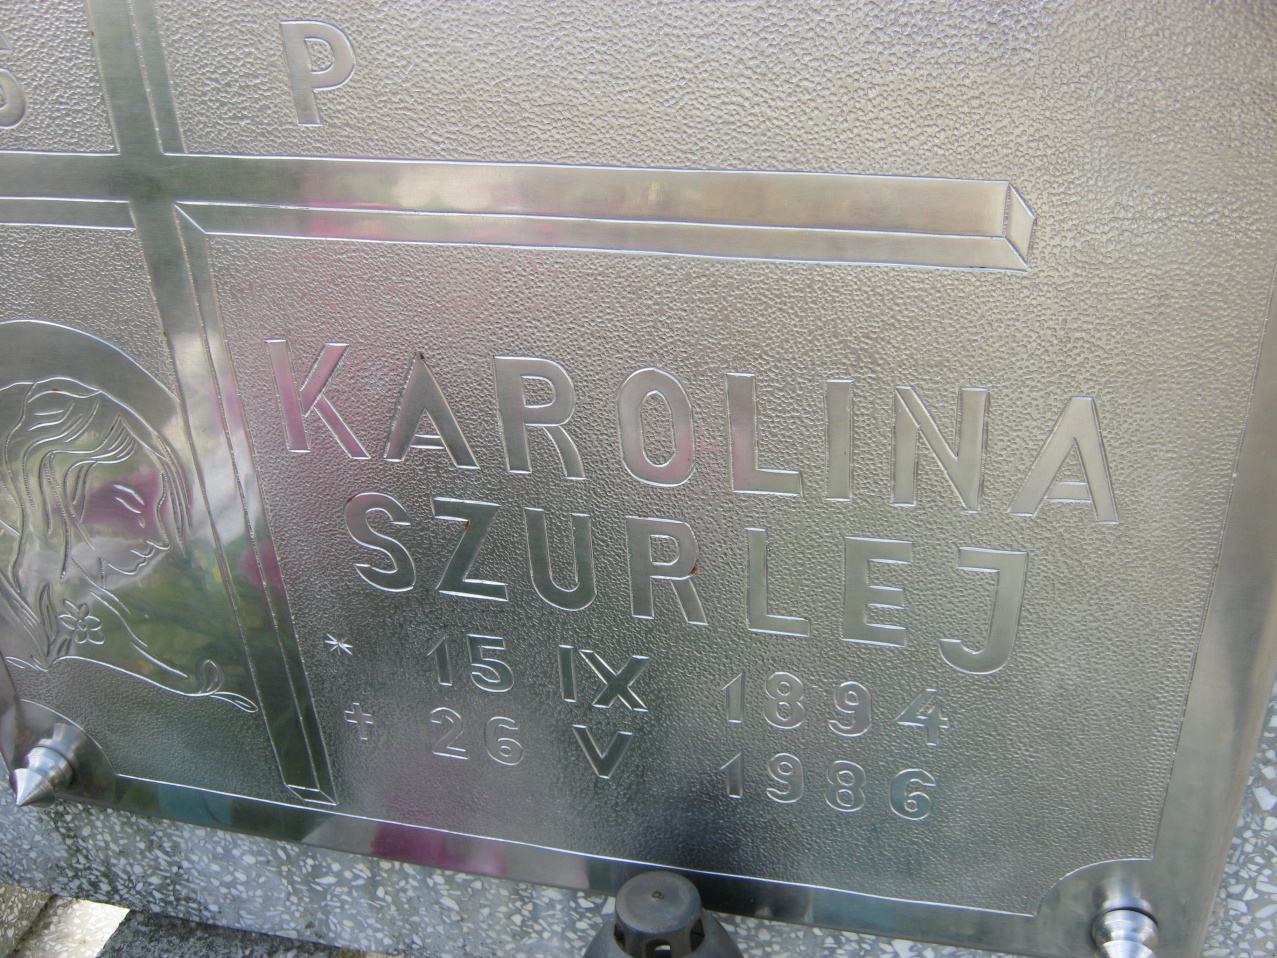 S P
KAROLINA
SZURLEJ
* 15 IX 1894
✝ 26 V 1986